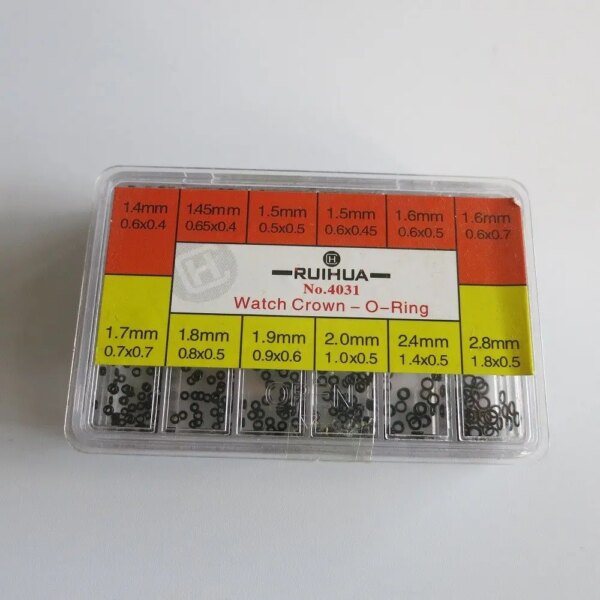 1.4mm 1.45mm 1.5mm 1.5mm 1.6mm 1.6mm
0.6x0.4 0.65x0.4 0.5x0.5 0.6x0.45 0.6x0.5 0.6x0.7
H
RUIHUA
No.4031
Watch Crown - O-Ring
1.7mm 1.8mm 1.9mm 2.0mm 2.4mm 2.8mm
0.7x0.7 0.8x0.5 0.9x0.6 1.0x0.5 1.4x0.5 1.8x0.5